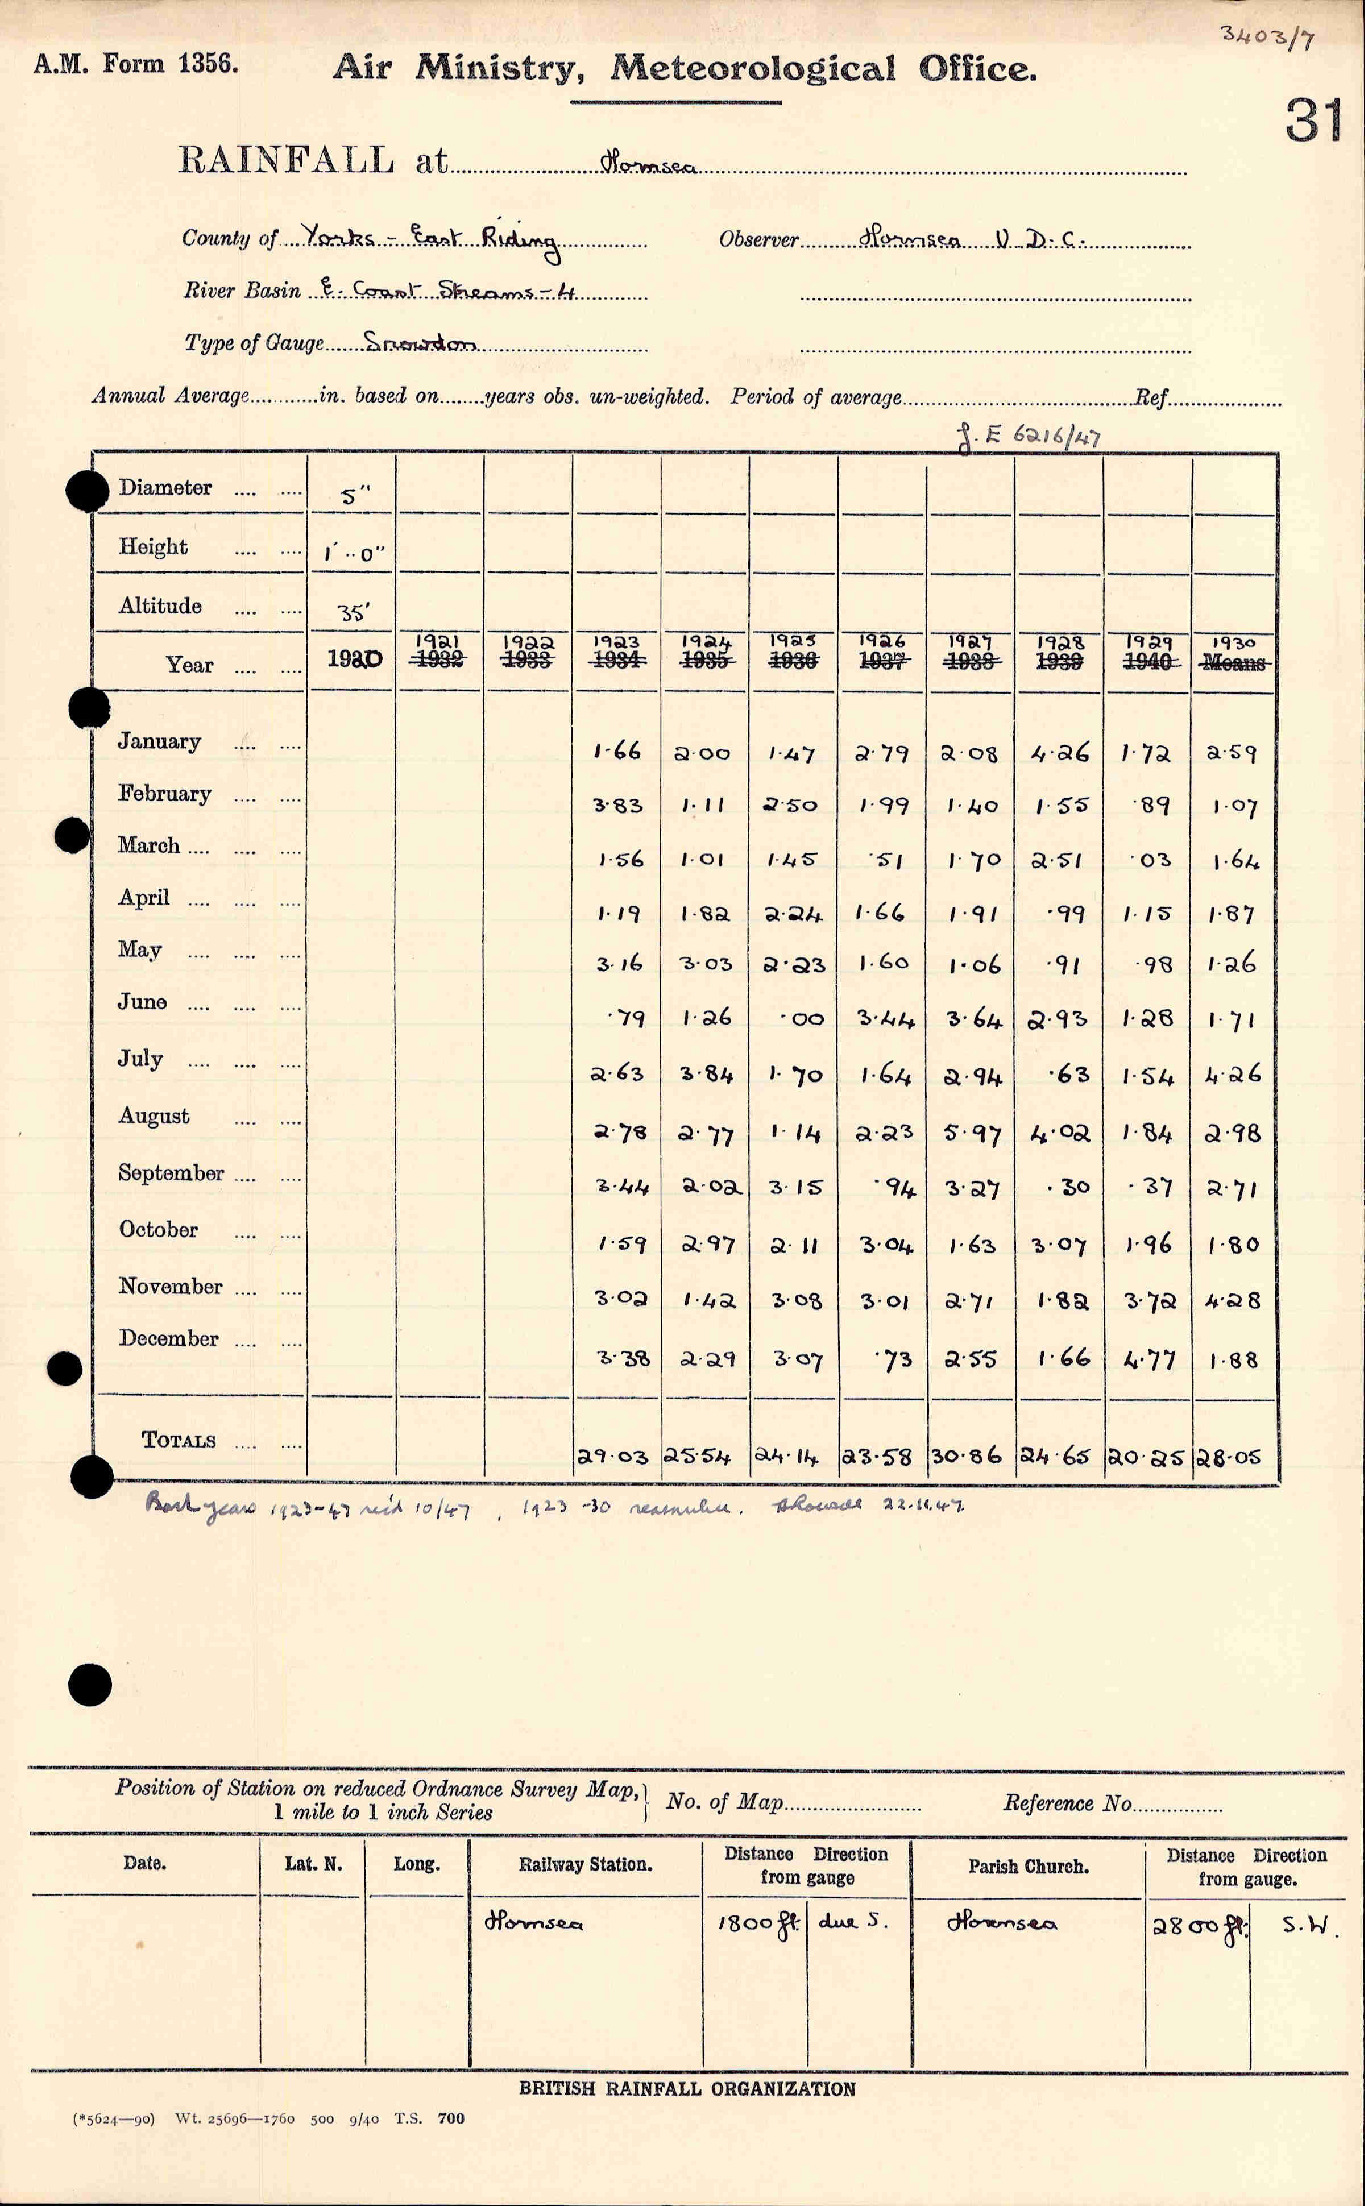 3403/7
A.M. Form 1356. Air Ministry, Meteorological Office.
31
RAINFALL at Hornsea
County of Yorks - East Riding Observer Hornsea U.D.C.
River Basin E. Coast Streams - 4
Type of Gauge Snowdon
Annual Average in. based on years obs. un-weighted. Period of average Ref
J.E 6216/47
Diameter 5"
Height 1'..0"
Altitude 35'
1921 1922 1923 1924 1925 1926 1927 1928 1929 1930
Year 1920 1932 1933 1934 1935 1936 1937 1938 1939 1940 Means
January 1.66 2.00 1.47 2.79 2.08 4.26 1.72 2.59
February 3.83 1.11 2.50 1.99 1.40 1.55 .89 1.07
March 1.56 1.01 1.45 .51 1.70 2.51 .03 1.64
April 1.19 1.82 2.24 1.66 1.91 .99 1.15 1.87
May 3.16 3.03 2.23 1.60 1.06 .91 .98 1.26
June .79 1.26 .00 3.44 3.64 2.93 1.28 1.71
July 2.63 3.84 1.70 1.64 2.94 .63 1.54 4.26
August 2.78 2.77 1.14 2.23 5.97 4.02 1.84 2.98
September 3.44 2.02 3.15 .94 3.27 .30 .37 2.71
October 1.59 2.97 2.11 3.04 1.63 3.07 1.96 1.80
November 3.02 1.42 3.08 3.01 2.71 1.82 3.72 4.28
December 3.38 2.29 3.07 .73 2.55 1.66 4.77 1.88
TOTALS 29.03 25.54 24.14 23.58 30.86 24.65 20.25 28.05
Back years 1923-47 rec'd 10/47, 1923-30 22.11.47.
Position of Station on reduced Ordnance Survey Map,} No. of Map Reference No.
1 mile to 1 inch Series
Date. Lat. N. Long. Railway Station. Distance Direction from gauge Parish Church. Distance Direction from gauge.
Hornsea 1800 ft. due S. Hornsea 2800 ft. S.W.
BRITISH RAINFALL ORGANIZATION
(*5624—90) Wt. 25696—1760 500 9/40 T.S. 700